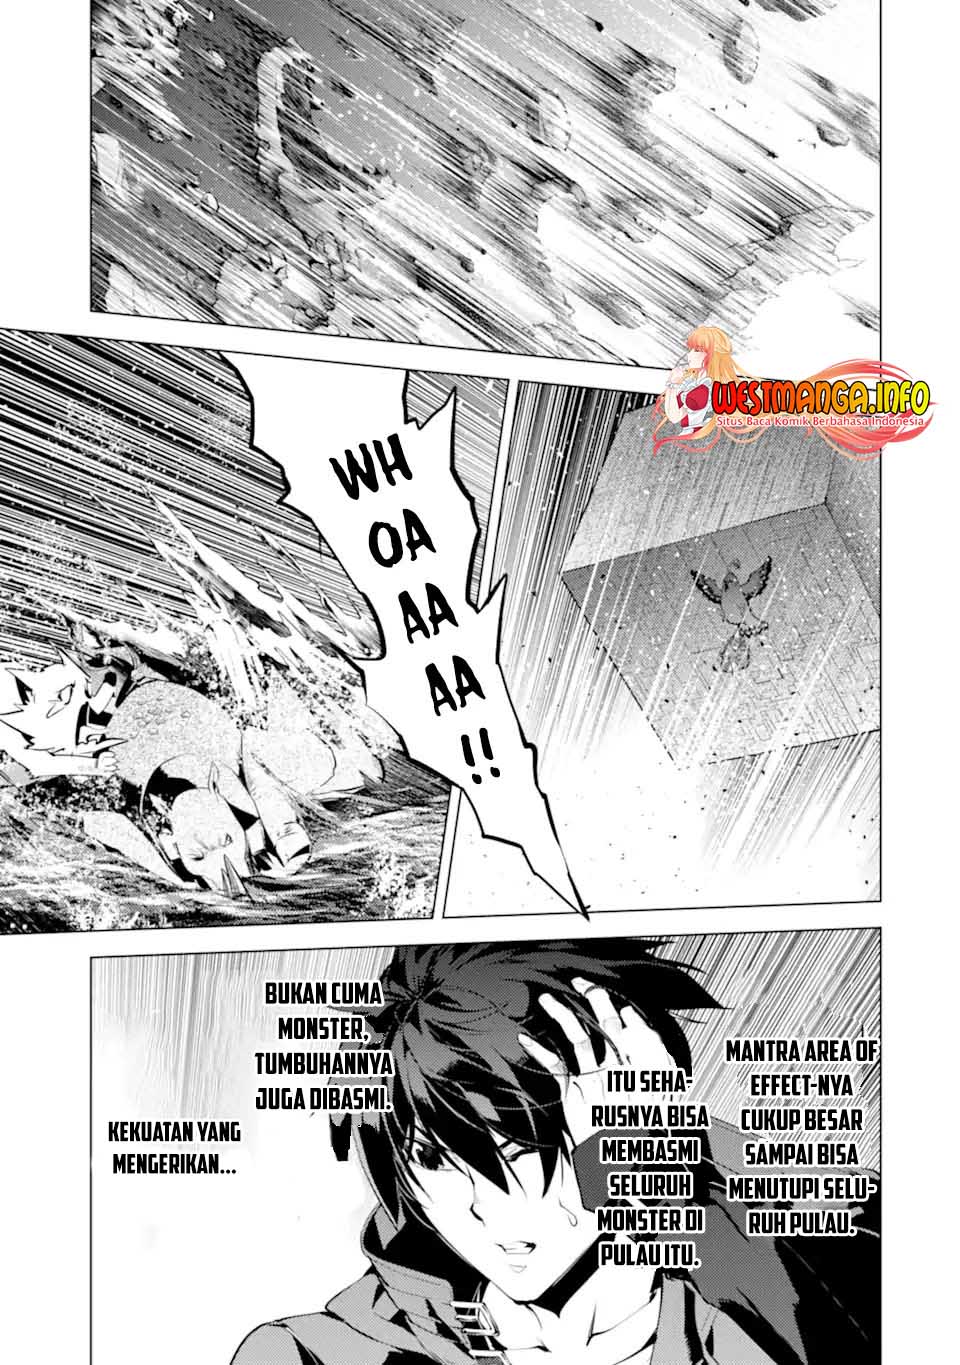 WESTMANGA.INFO
Situs Baca Komik Berbahasa Indonesia
WH
OA
AA
AA
!!
MANTRA AREA OF
EFFECT-NYA
CUKUP BESAR
SAMPAI BISA
MENUTUPI SELU-
RUH PULAU.
ITU SEHA-
RUSNYA BISA
MEMBASMI
SELURUH
MONSTER DI
PULAU ITU.
BUKAN CUMA
MONSTER,
TUMBUHANNYA
JUGA DIBASMI.
KEKUATAN YANG
MENGERIKAN...